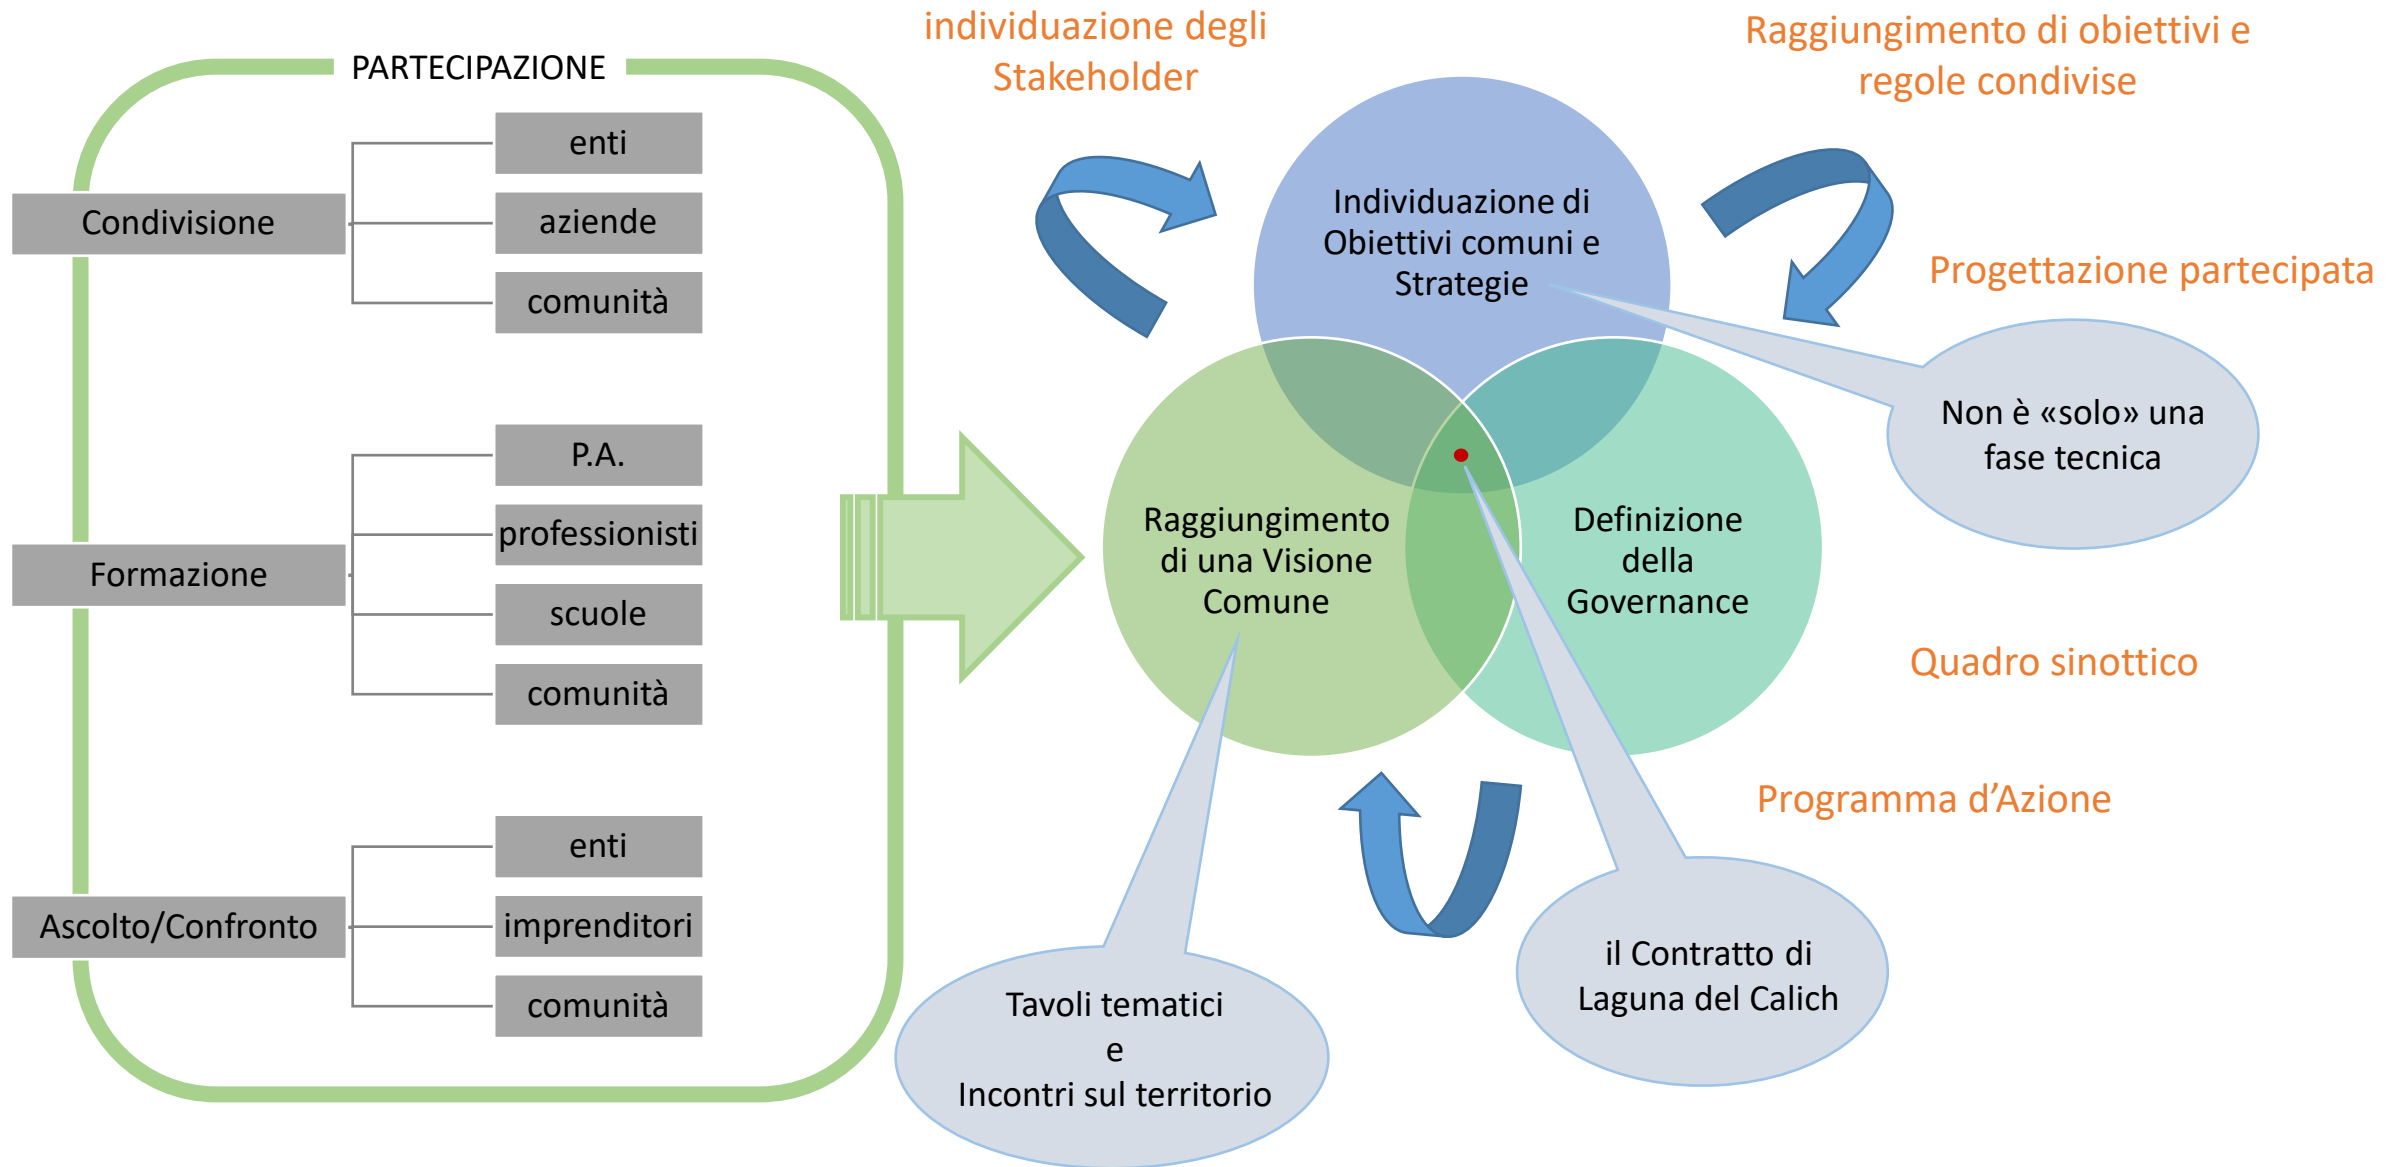 PARTECIPAZIONE
Condivisione
enti
aziende
comunità
Formazione
P.A.
professionisti
scuole
comunità
Ascolto/Confronto
enti
imprenditori
comunità
individuazione degli
Stakeholder
Raggiungimento di obiettivi e
regole condivise
Individuazione di
Obiettivi comuni e
Strategie
Progettazione partecipata
Non è «solo» una
fase tecnica
Raggiungimento
di una Visione
Comune
Definizione
della
Governance
Quadro sinottico
Programma d’Azione
il Contratto di
Laguna del Calich
Tavoli tematici
e
Incontri sul territorio